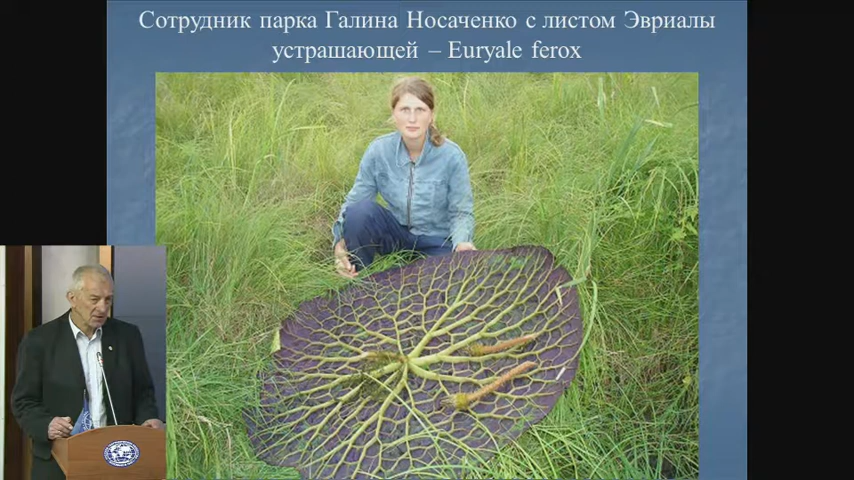 Сотрудник парка Галина Носаченко с листом Эвриалы
устрашающей – Euryale ferox